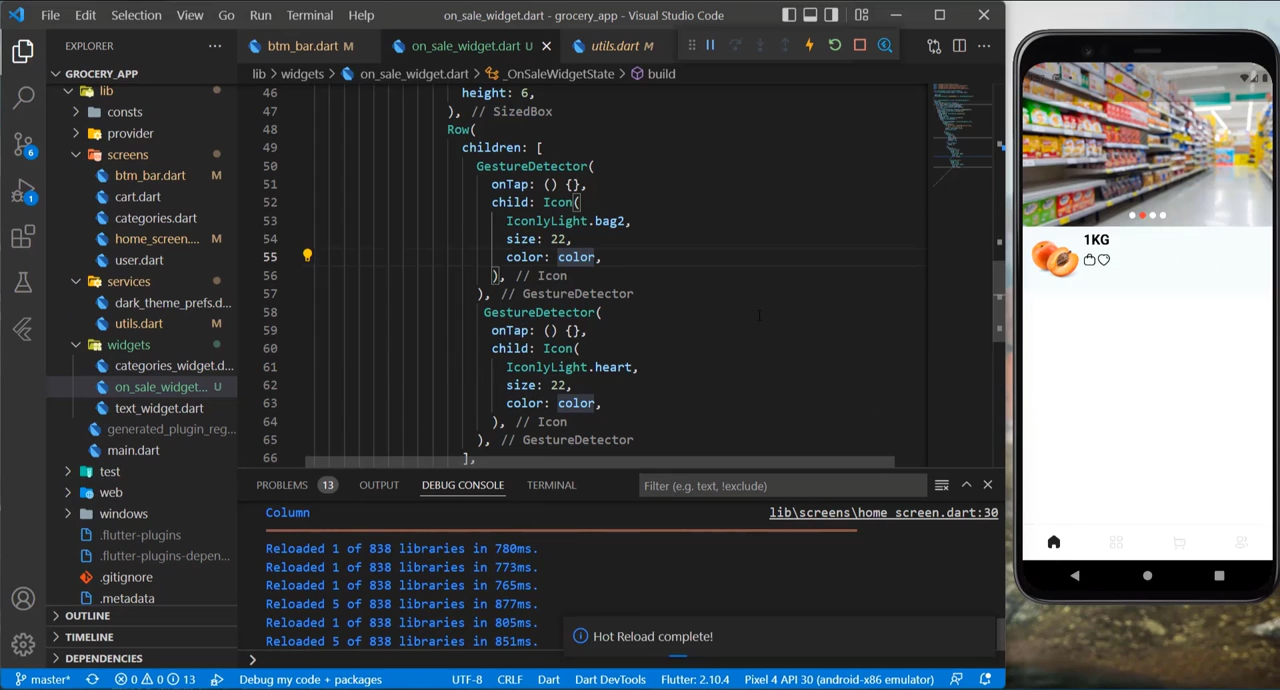 File Edit Selection View Go Run Terminal Help
on_sale_widget.dart - grocery_app - Visual Studio Code
EXPLORER
btm_bar.dart M
on_sale_widget.dart U
utils.dart M
GROCERY_APP
lib > widgets > on_sale_widget.dart > _OnSaleWidgetState > build
lib
consts
provider
screens
btm_bar.dart M
cart.dart
categories.dart
home_screen.... M
user.dart
services
dark_theme_prefs.d...
utils.dart M
widgets
categories_widget.d...
on_sale_widget... U
text_widget.dart
generated_plugin_reg...
main.dart
test
web
windows
.flutter-plugins
.flutter-plugins-depen...
.gitignore
.metadata
OUTLINE
TIMELINE
DEPENDENCIES
6
1
46 height: 6,
47 ), // SizedBox
48 Row(
49 children: [
50 GestureDetector(
51 onTap: () {},
52 child: Icon(
53 IconlyLight.bag2,
54 size: 22,
55 color: color,
56 ), // Icon
57 ), // GestureDetector
58 GestureDetector(
59 onTap: () {},
60 child: Icon(
61 IconlyLight.heart,
62 size: 22,
63 color: color,
64 ), // Icon
65 ), // GestureDetector
66 ],
PROBLEMS 13 OUTPUT DEBUG CONSOLE TERMINAL
Filter (e.g. text, !exclude)
Column
lib\screens\home_screen.dart:30
Reloaded 1 of 838 libraries in 780ms.
Reloaded 1 of 838 libraries in 773ms.
Reloaded 1 of 838 libraries in 765ms.
Reloaded 5 of 838 libraries in 877ms.
Reloaded 1 of 838 libraries in 805ms.
Reloaded 5 of 838 libraries in 851ms.
Hot Reload complete!
master* 0 0 13 Debug my code + packages UTF-8 CRLF Dart Dart DevTools Flutter: 2.10.4 Pixel 4 API 30 (android-x86 emulator)
1KG